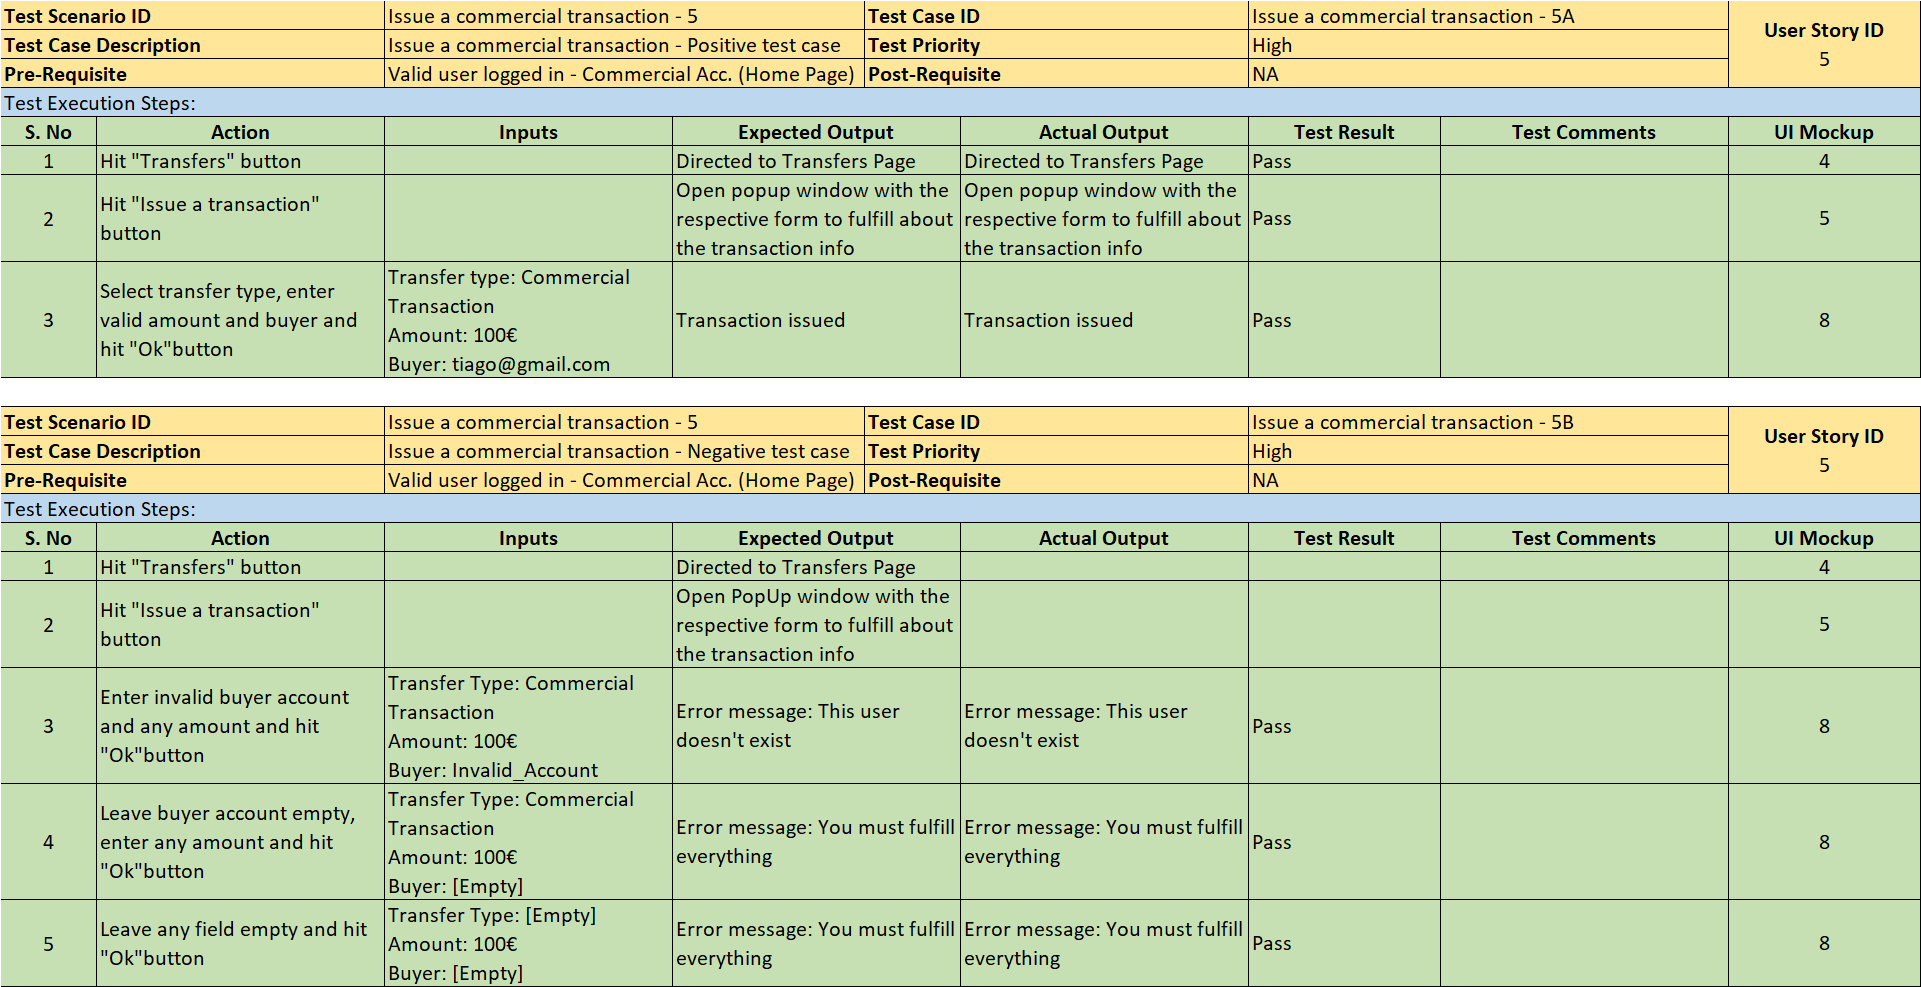 Test Scenario ID Issue a commercial transaction - 5 Test Case ID Issue a commercial transaction - 5A User Story ID
Test Case Description Issue a commercial transaction - Positive test case Test Priority High 5
Pre-Requisite Valid user logged in - Commercial Acc. (Home Page) Post-Requisite NA
Test Execution Steps:
S. No Action Inputs Expected Output Actual Output Test Result Test Comments UI Mockup
1 Hit "Transfers" button Directed to Transfers Page Directed to Transfers Page Pass 4
2
Hit "Issue a transaction"
button
Open popup window with the
respective form to fulfill about
the transaction info
Open popup window with the
respective form to fulfill about
the transaction info
Pass
5
3
Select transfer type, enter
valid amount and buyer and
hit "Ok"button
Transfer type: Commercial
Transaction
Amount: 100€
Buyer: tiago@gmail.com
Transaction issued
Transaction issued
Pass
8
Test Scenario ID Issue a commercial transaction - 5 Test Case ID Issue a commercial transaction - 5B User Story ID
Test Case Description Issue a commercial transaction - Negative test case Test Priority High 5
Pre-Requisite Valid user logged in - Commercial Acc. (Home Page) Post-Requisite NA
Test Execution Steps:
S. No Action Inputs Expected Output Actual Output Test Result Test Comments UI Mockup
1 Hit "Transfers" button Directed to Transfers Page 4
2
Hit "Issue a transaction"
button
Open PopUp window with the
respective form to fulfill about
the transaction info
5
3
Enter invalid buyer account
and any amount and hit
"Ok"button
Transfer Type: Commercial
Transaction
Amount: 100€
Buyer: Invalid_Account
Error message: This user
doesn't exist
Error message: This user
doesn't exist
Pass
8
4
Leave buyer account empty,
enter any amount and hit
"Ok"button
Transfer Type: Commercial
Transaction
Amount: 100€
Buyer: [Empty]
Error message: You must fulfill
everything
Error message: You must fulfill
everything
Pass
8
5
Leave any field empty and hit
"Ok"button
Transfer Type: [Empty]
Amount: 100€
Buyer: [Empty]
Error message: You must fulfill
everything
Error message: You must fulfill
everything
Pass
8